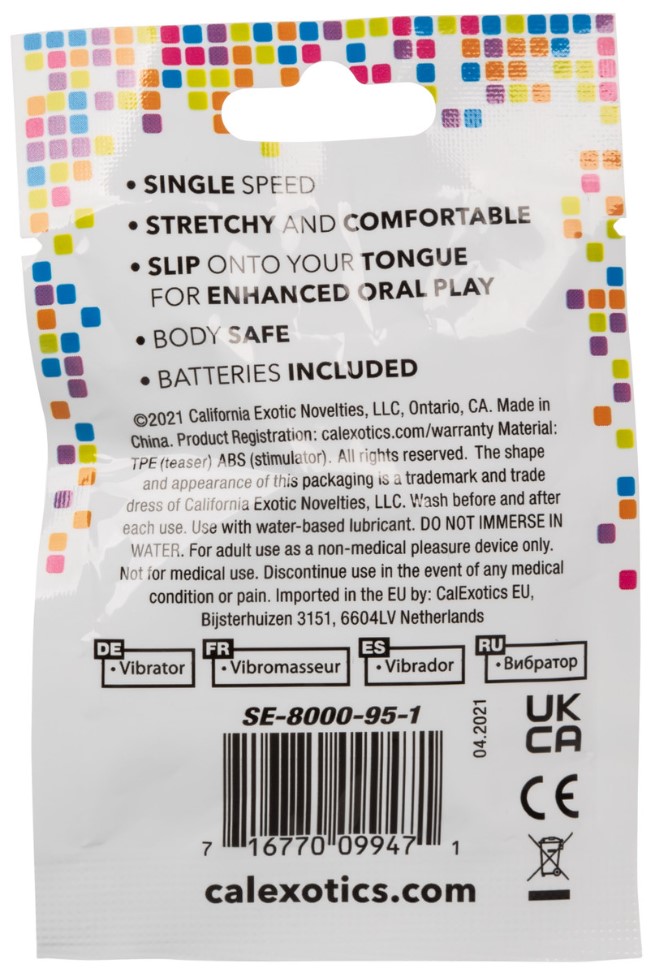 • SINGLE SPEED
• STRETCHY AND COMFORTABLE
• SLIP ONTO YOUR TONGUE
FOR ENHANCED ORAL PLAY
• BODY SAFE
• BATTERIES INCLUDED
©2021 California Exotic Novelties, LLC, Ontario, CA. Made in
China. Product Registration: calexotics.com/warranty Material:
TPE (teaser) ABS (stimulator). All rights reserved. The shape
and appearance of this packaging is a trademark and trade
dress of California Exotic Novelties, LLC. Wash before and after
each use. Use with water-based lubricant. DO NOT IMMERSE IN
WATER. For adult use as a non-medical pleasure device only.
Not for medical use. Discontinue use in the event of any medical
condition or pain. Imported in the EU by: CalExotics EU,
Bijsterhuizen 3151, 6604LV Netherlands
DE • Vibrator FR • Vibromasseur ES • Vibrador RU • Вибратор
SE-8000-95-1
04.2021
UK
CA
CE
7 16770 09947 1
calexotics.com